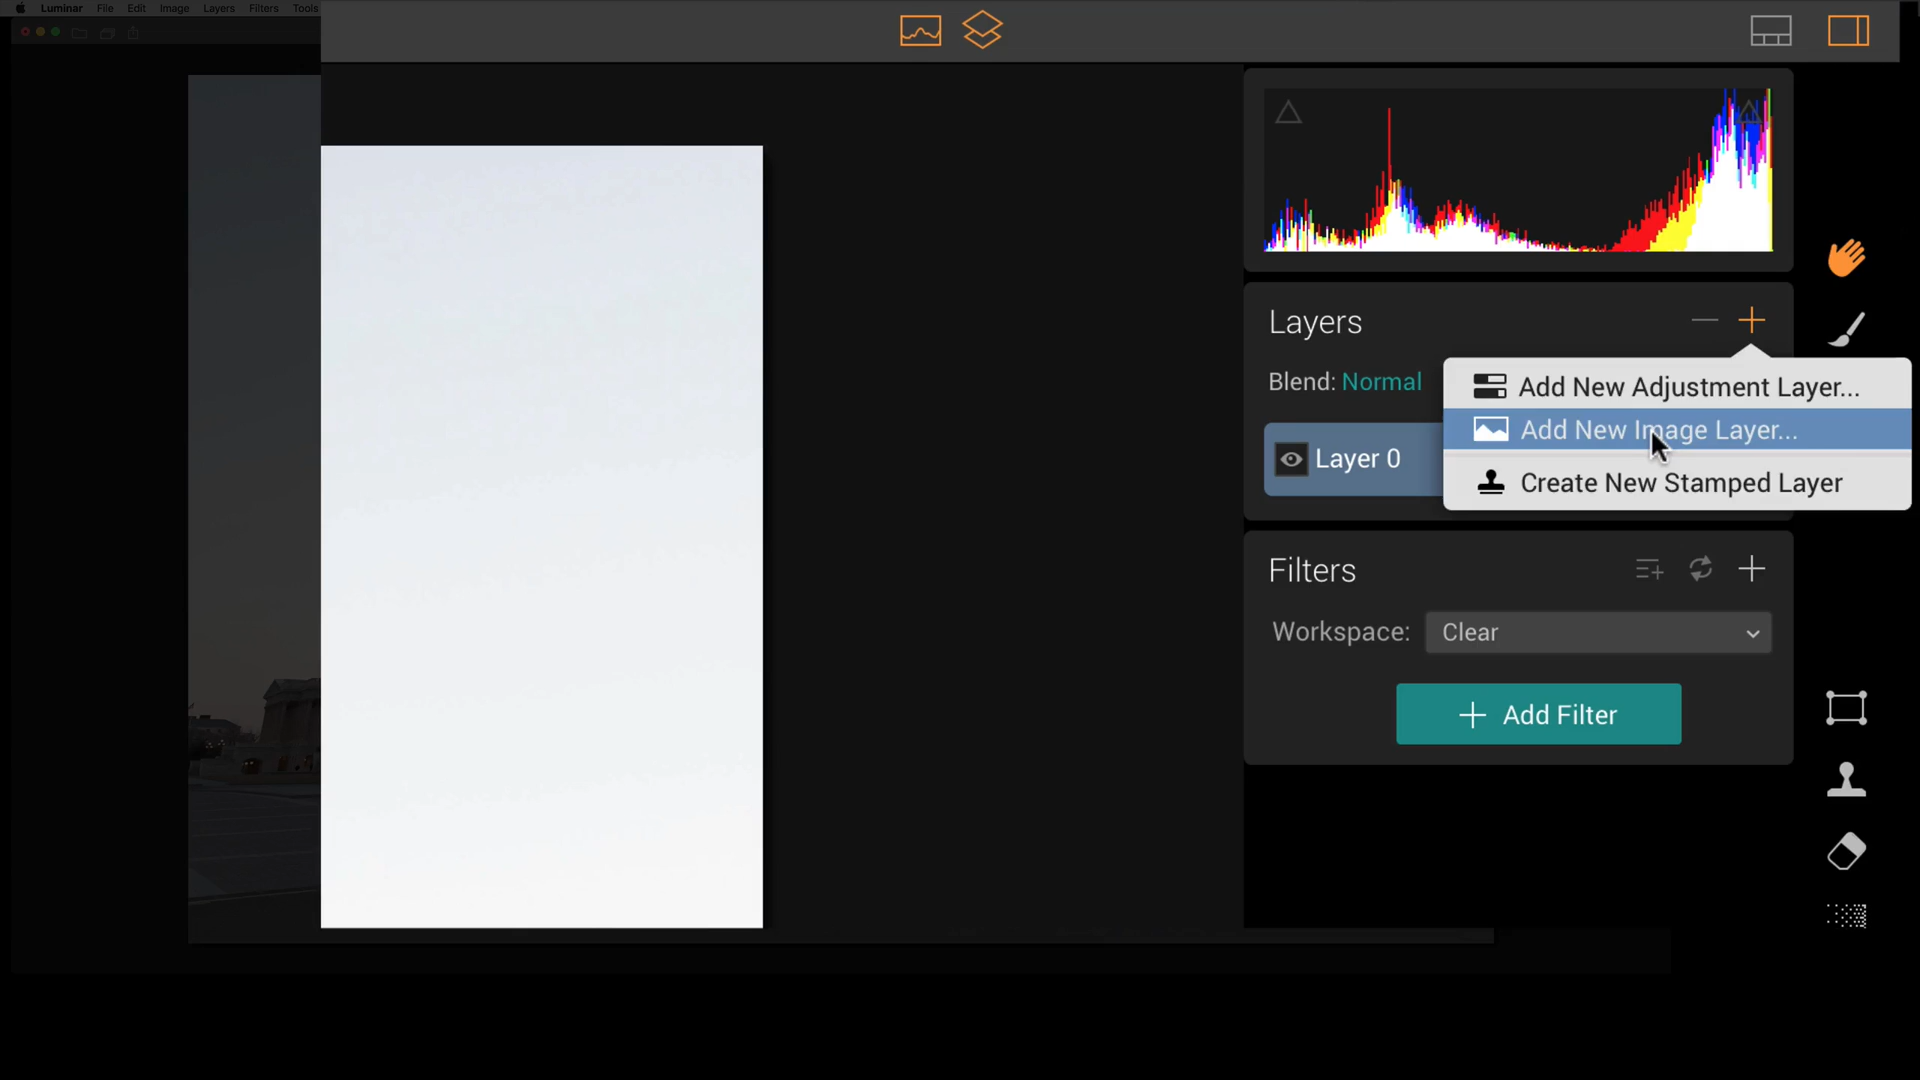 Luminar File Edit Image Layers Filters Tools
Layers
Blend: Normal
Add New Adjustment Layer...
Add New Image Layer...
Layer 0
Create New Stamped Layer
Filters
Workspace: Clear
Add Filter